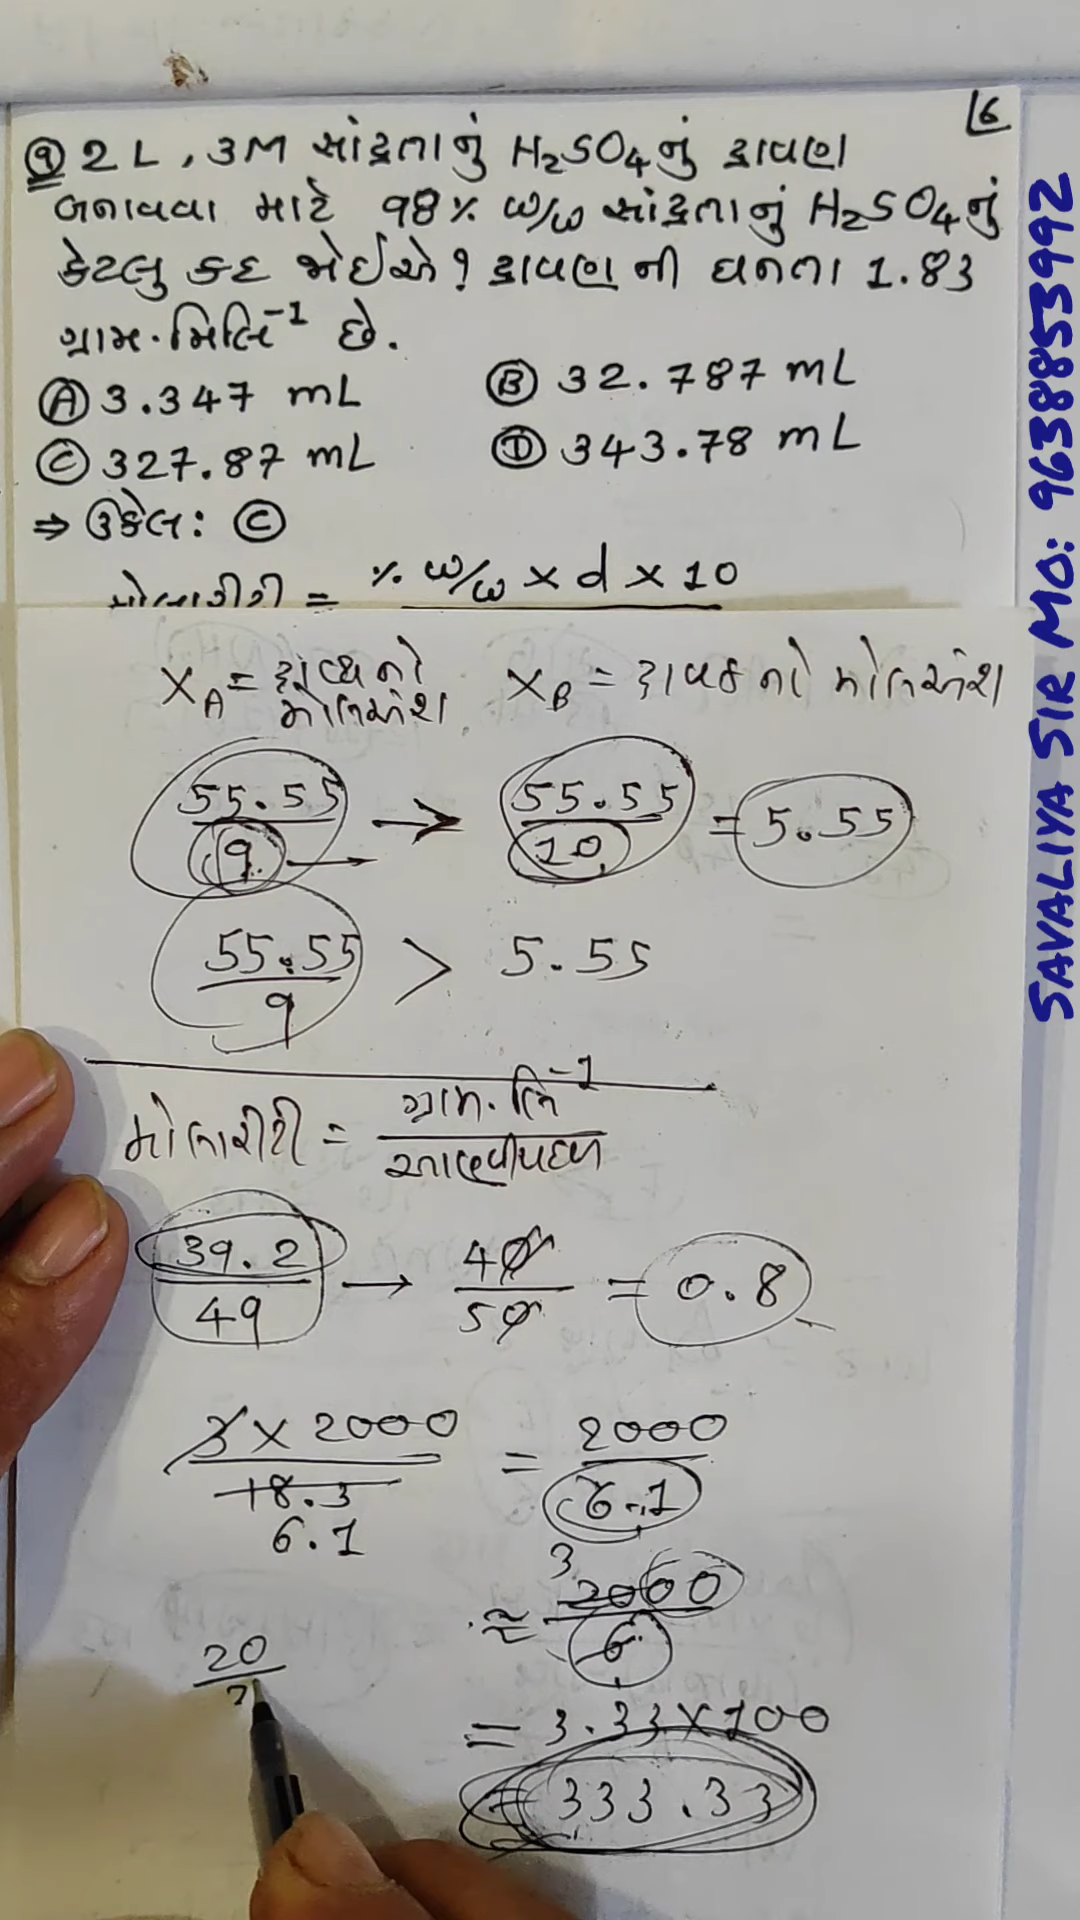 16
૧ 2 L, 3M સાંદ્રતાનું H₂SO₄નું દ્રાવણ
બનાવવા માટે 98% w/w સાંદ્રતાનું H₂SO₄નું
કેટલુ કદ જોઈએ? દ્રાવણ ની ઘનતા 1.83
ગ્રામ.મિલિ⁻¹ છે.
Ⓐ 3.347 mL Ⓑ 32.787 mL
Ⓒ 327.87 mL Ⓓ 343.78 mL
⇒ ઉકેલ: Ⓒ
મોલારીટી = % w/w × d × 10
X_A = દ્રાવ્ય નો મોલઅંશ X_B = દ્રાવકનો મોલઅંશ
55.55/9 → 55.55/10 = 5.55
55.55/9 > 5.55
મોલારીટી = ગ્રામ.લિ⁻¹/આણ્વીયદળ
39.2/49 → 40/50 = 0.8
3 × 2000/18.3 = 2000/6.1
6.1
3
≈ 2000/6
20
= 3.33×100
= 333.33
SAVALIYA SIR MO: 9638853992